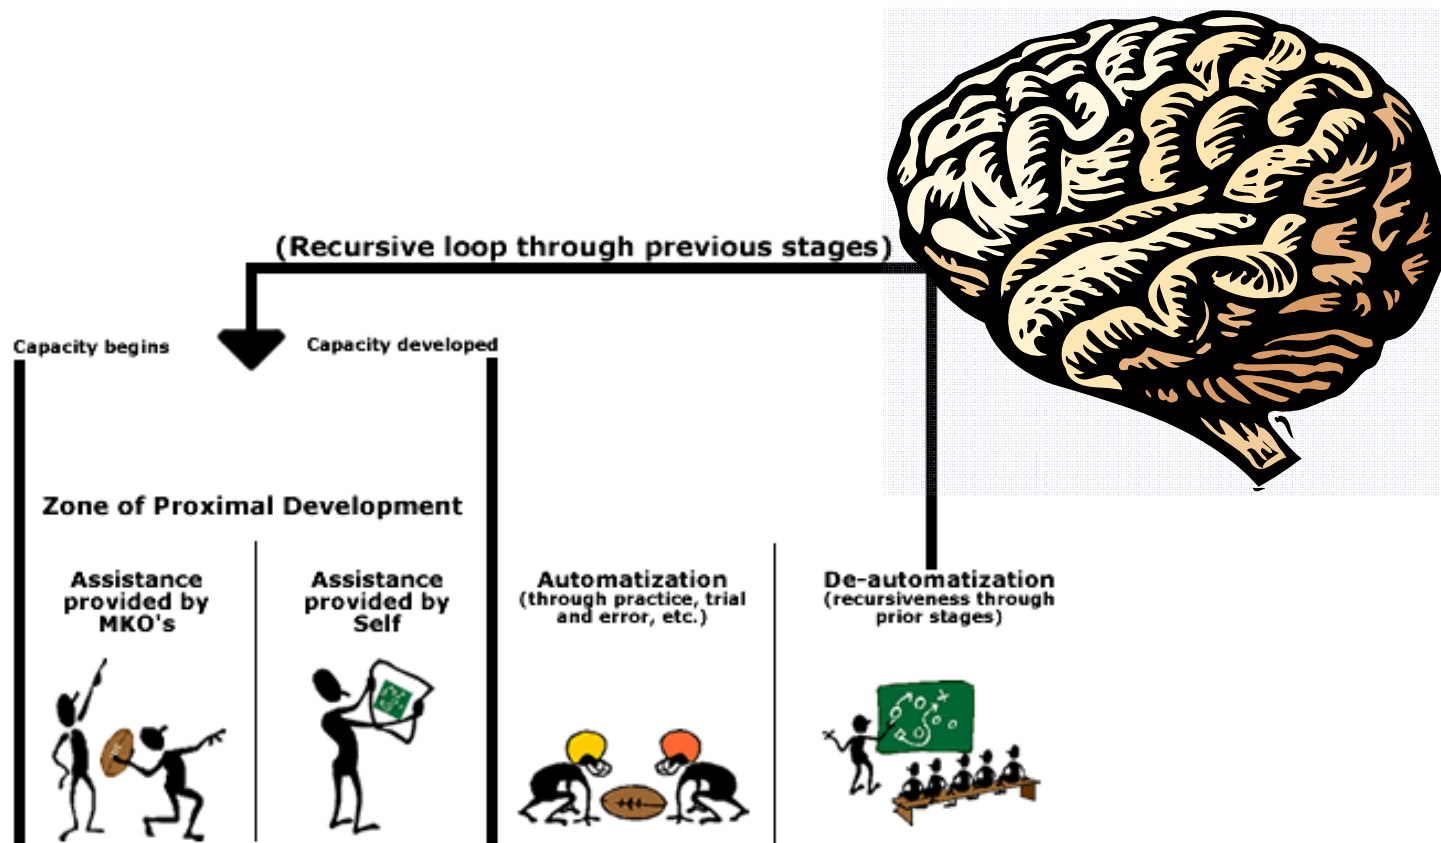 (Recursive loop through previous stages)
Capacity begins
Capacity developed
Zone of Proximal Development
Assistance
provided by
MKO's
Assistance
provided by
Self
Automatization
(through practice, trial
and error, etc.)
De-automatization
(recursiveness through
prior stages)